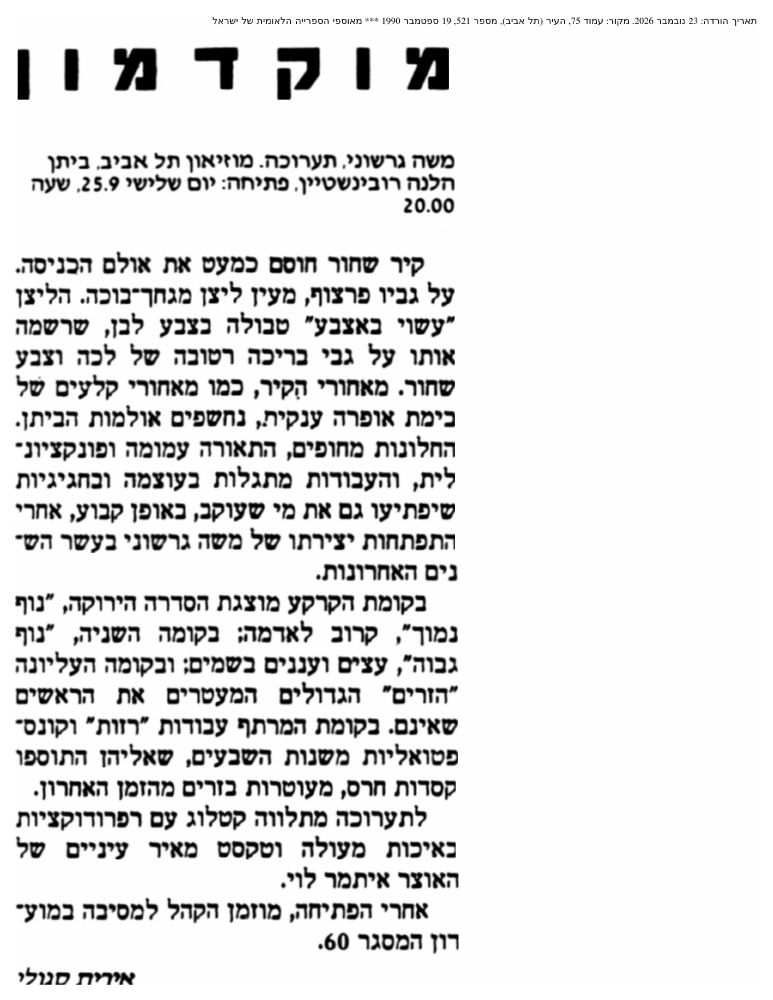 תאריך הורדה: 23 נובמבר 2026. מקור: עמוד 75, העיר (תל אביב), מספר 521, 19 ספטמבר 1990 *** מאוספי הספרייה הלאומית של ישראל
מוקדמון
משה גרשוני, תערוכה. מוזיאון תל אביב, ביתן
הלנה רובינשטיין, פתיחה: יום שלישי 25.9, שעה
20.00
קיר שחור חוסם כמעט את אולם הכניסה.
על גביו פרצוף, מעין ליצן מגחך־בוכה. הליצן
"עשוי באצבע" טבולה בצבע לבן, שרשמה
אותו על גבי בריכה רטובה של לכה וצבע
שחור. מאחורי הקיר, כמו מאחורי קלעים של
בימת אופרה ענקית, נחשפים אולמות הביתן.
החלונות מחופים, התאורה עמומה ופונקציונ־
לית, והעבודות מתגלות בעוצמה ובחגיגיות
שיפתיעו גם את מי שעוקב, באופן קבוע, אחרי
התפתחות יצירתו של משה גרשוני בעשר הש־
נים האחרונות.
בקומת הקרקע מוצגת הסדרה הירוקה, "נוף
נמוך", קרוב לאדמה; בקומה השניה, "נוף
גבוה", עצים ועננים בשמים; ובקומה העליונה
"הזרים" הגדולים המעטרים את הראשים
שאינם. בקומת המרתף עבודות "רזות" וקונס־
פטואליות משנות השבעים, שאליהן התוספו
קסדות חרס, מעוטרות בזרים מהזמן האחרון.
לתערוכה מתלווה קטלוג עם רפרודוקציות
באיכות מעולה וטקסט מאיר עיניים של
האוצר איתמר לוי.
אחרי הפתיחה, מוזמן הקהל למסיבה במוע־
דון המסגר 60.
אירית סגולי